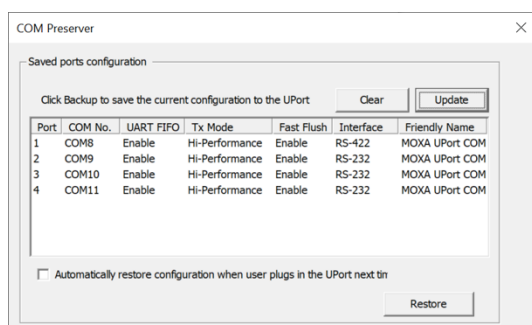 COM Preserver
Saved ports configuration
Click Backup to save the current configuration to the UPort
Clear
Update
Port COM No. UART FIFO Tx Mode Fast Flush Interface Friendly Name
1 COM8 Enable Hi-Performance Enable RS-422 MOXA UPort COM
2 COM9 Enable Hi-Performance Enable RS-232 MOXA UPort COM
3 COM10 Enable Hi-Performance Enable RS-232 MOXA UPort COM
4 COM11 Enable Hi-Performance Enable RS-232 MOXA UPort COM
Automatically restore configuration when user plugs in the UPort next tin
Restore